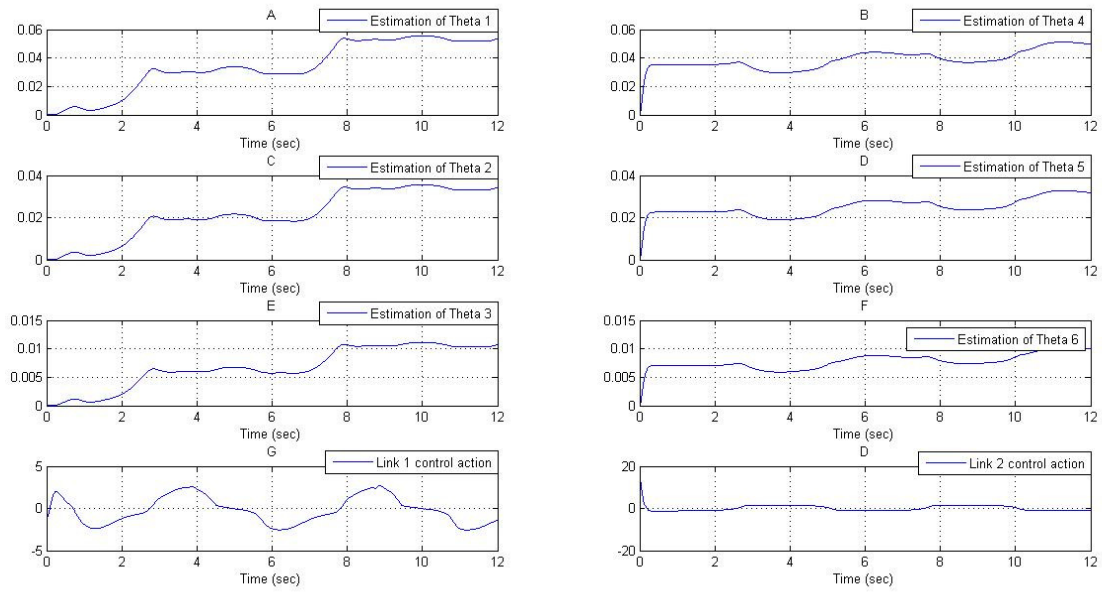 A
Estimation of Theta 1
0.06
0.04
0.02
0
0 2 4 6 8 10 12
Time (sec)
B
Estimation of Theta 4
0.06
0.04
0.02
0
0 2 4 6 8 10 12
Time (sec)
C
Estimation of Theta 2
0.04
0.02
0
0 2 4 6 8 10 12
Time (sec)
D
Estimation of Theta 5
0.04
0.02
0
0 2 4 6 8 10 12
Time (sec)
E
Estimation of Theta 3
0.015
0.01
0.005
0
0 2 4 6 8 10 12
Time (sec)
F
Estimation of Theta 6
0.015
0.01
0.005
0
0 2 4 6 8 10 12
Time (sec)
G
Link 1 control action
5
0
-5
0 2 4 6 8 10 12
Time (sec)
D
Link 2 control action
20
0
-20
0 2 4 6 8 10 12
Time (sec)